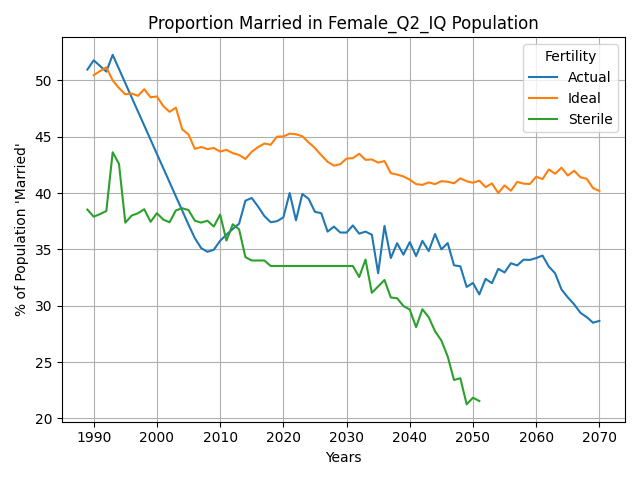 Proportion Married in Female_Q2_IQ Population
Fertility
Actual
Ideal
Sterile
% of Population 'Married'
50
45
40
35
30
25
20
1990 2000 2010 2020 2030 2040 2050 2060 2070
Years